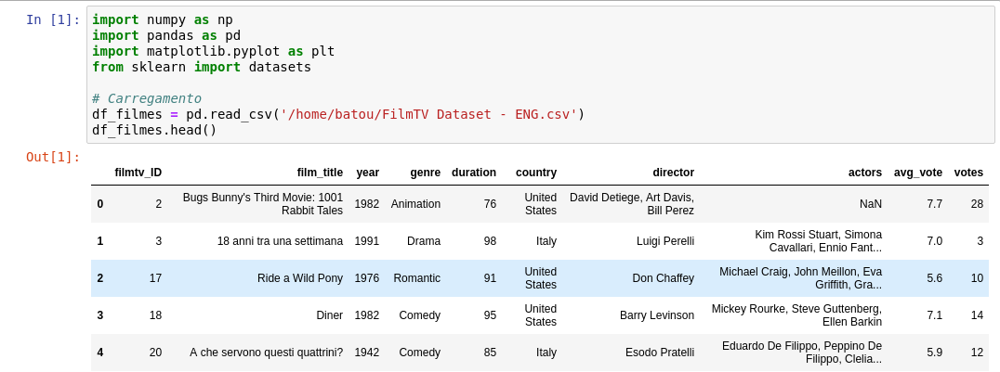 In [1]:
import numpy as np
import pandas as pd
import matplotlib.pyplot as plt
from sklearn import datasets
# Carregamento
df_filmes = pd.read_csv('/home/batou/FilmTV Dataset - ENG.csv')
df_filmes.head()
Out[1]:
filmtv_ID film_title year genre duration country director actors avg_vote votes
0 2 Bugs Bunny's Third Movie: 1001 Rabbit Tales 1982 Animation 76 United States David Detiege, Art Davis, Bill Perez NaN 7.7 28
1 3 18 anni tra una settimana 1991 Drama 98 Italy Luigi Perelli Kim Rossi Stuart, Simona Cavallari, Ennio Fant... 7.0 3
2 17 Ride a Wild Pony 1976 Romantic 91 United States Don Chaffey Michael Craig, John Meillon, Eva Griffith, Gra... 5.6 10
3 18 Diner 1982 Comedy 95 United States Barry Levinson Mickey Rourke, Steve Guttenberg, Ellen Barkin 7.1 14
4 20 A che servono questi quattrini? 1942 Comedy 85 Italy Esodo Pratelli Eduardo De Filippo, Peppino De Filippo, Clelia... 5.9 12